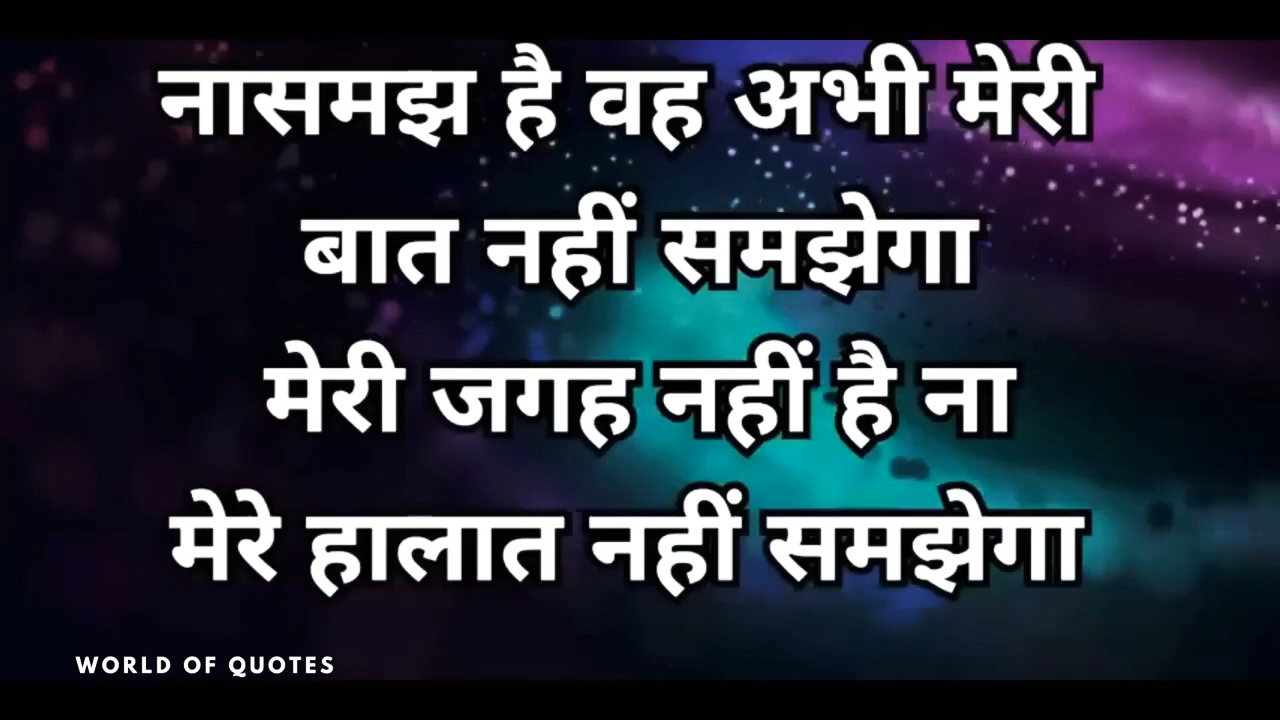 नासमझ है वह अभी मेरी
बात नहीं समझेगा
मेरी जगह नहीं है ना
मेरे हालात नहीं समझेगा
WORLD OF QUOTES